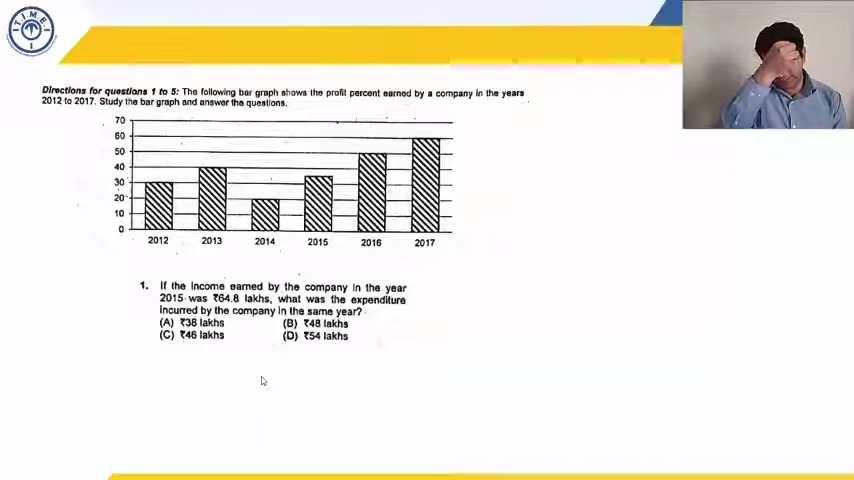 I T.I.M.E. I
I
Directions for questions 1 to 5: The following bar graph shows the profit percent earned by a company in the years
2012 to 2017. Study the bar graph and answer the questions.
70
60
50
40
30
20
10
0
2012 2013 2014 2015 2016 2017
1. If the income earned by the company in the year
2015 was ₹64.8 lakhs, what was the expenditure
incurred by the company in the same year?
(A) ₹38 lakhs (B) ₹48 lakhs
(C) ₹46 lakhs (D) ₹54 lakhs